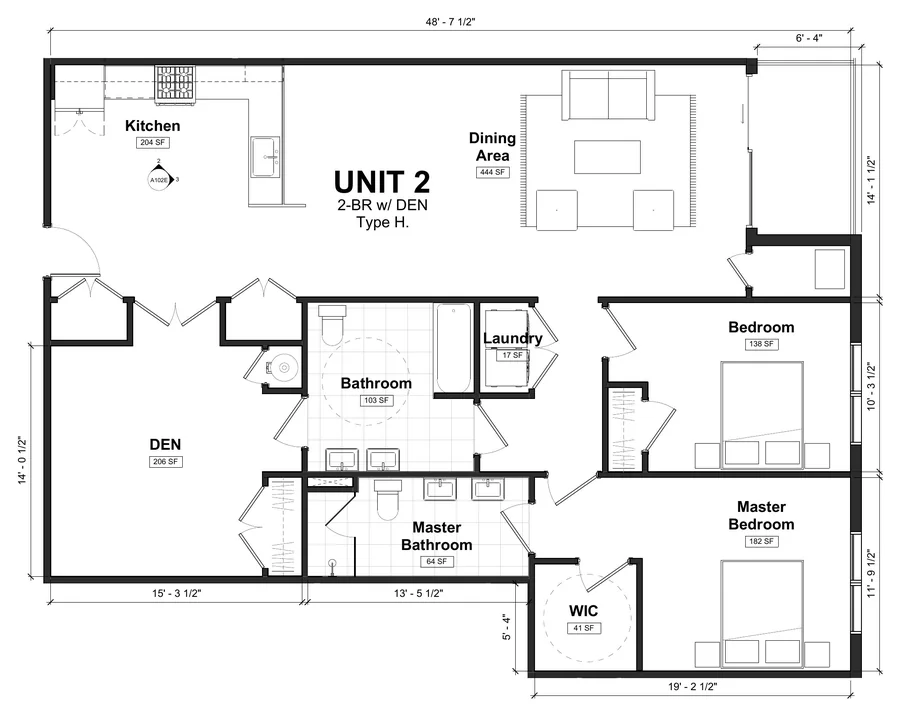 48' - 7 1/2"
6' - 4"
Kitchen
204 SF
2
A102E
3
UNIT 2
2-BR w/ DEN
Type H.
Dining
Area
444 SF
14' - 1 1/2"
Laundry
17 SF
Bedroom
138 SF
Bathroom
103 SF
10' - 3 1/2"
DEN
206 SF
14' - 0 1/2"
Master
Bathroom
64 SF
Master
Bedroom
182 SF
11' - 9 1/2"
15' - 3 1/2"
13' - 5 1/2"
5' - 4"
WIC
41 SF
19' - 2 1/2"